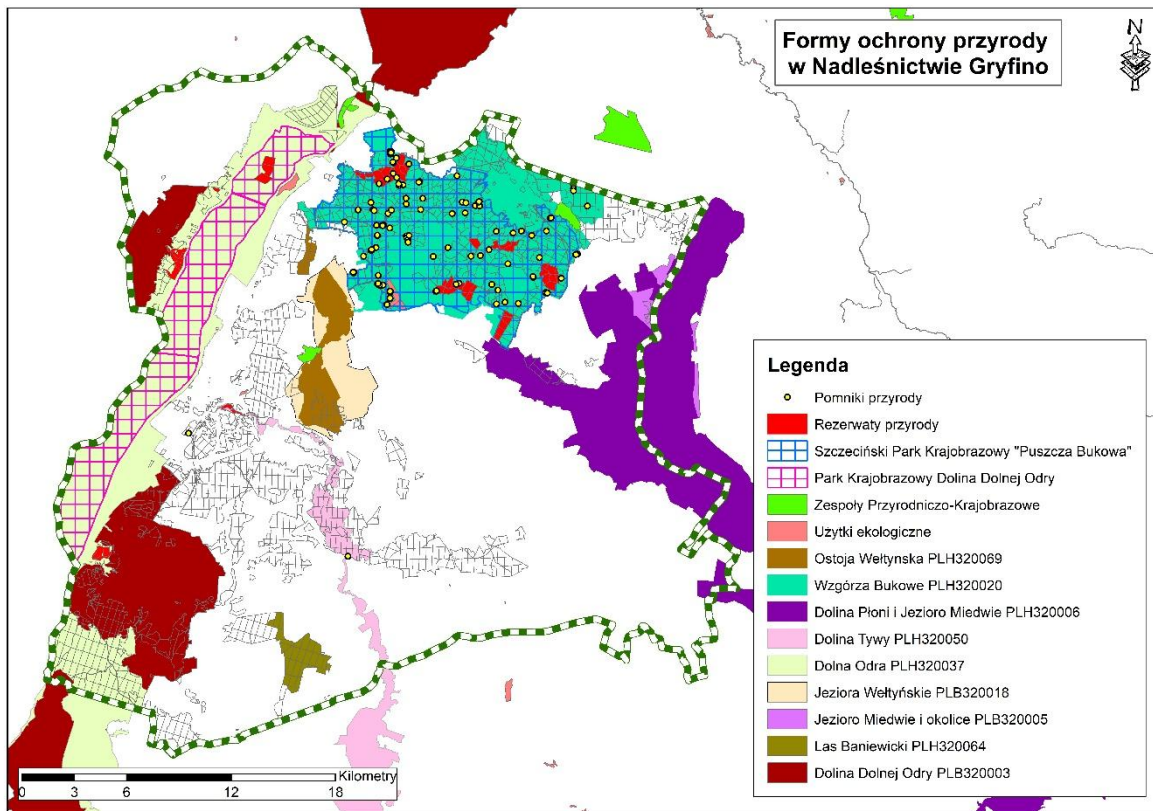 Formy ochrony przyrody
w Nadleśnictwie Gryfino
N
Legenda
Pomniki przyrody
Rezerwaty przyrody
Szczeciński Park Krajobrazowy "Puszcza Bukowa"
Park Krajobrazowy Dolina Dolnej Odry
Zespoły Przyrodniczo-Krajobrazowe
Użytki ekologiczne
Ostoja Wełtynska PLH320069
Wzgórza Bukowe PLH320020
Dolina Płoni i Jezioro Miedwie PLH320006
Dolina Tywy PLH320050
Dolna Odra PLH320037
Jeziora Wełtyńskie PLB320018
Jezioro Miedwie i okolice PLB320005
Las Baniewicki PLH320064
Dolina Dolnej Odry PLB320003
Kilometry
0 3 6 12 18